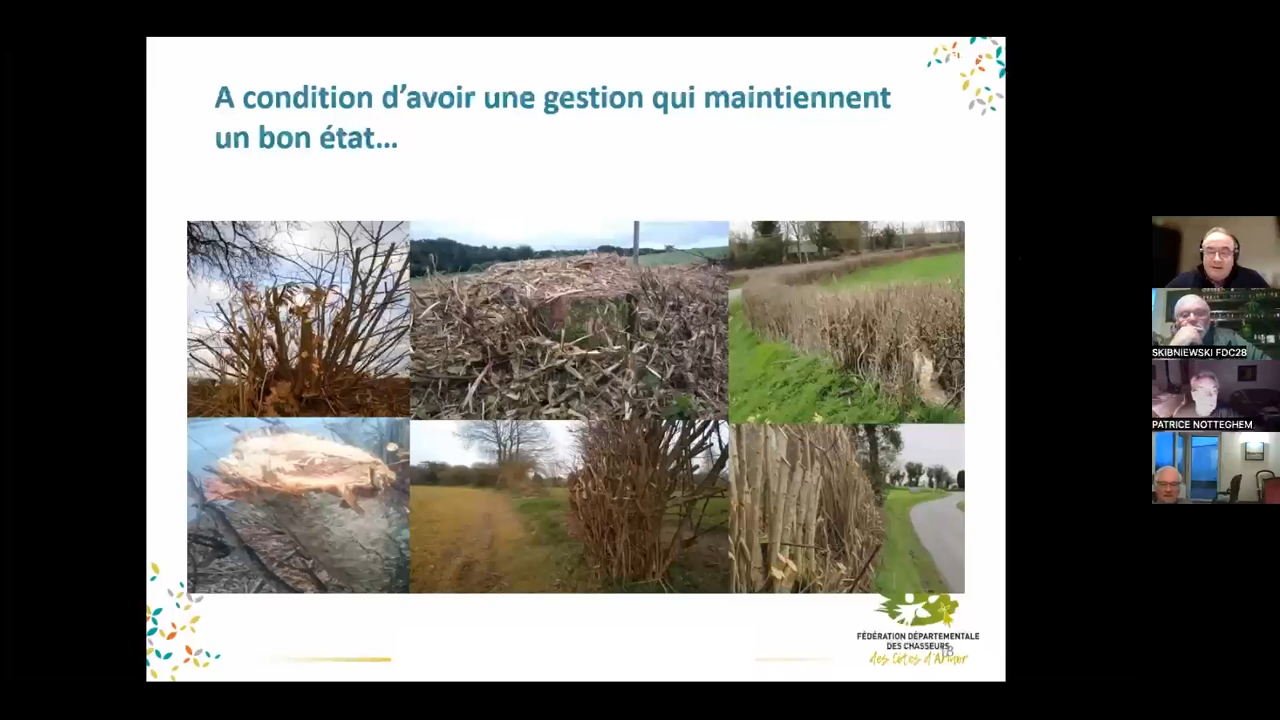 A condition d'avoir une gestion qui maintiennent
un bon état...
FÉDÉRATION DÉPARTEMENTALE
DES CHASSEURS
des Côtes d'Armor
18
SKIBNIEWSKI FDC28
PATRICE NOTTEGHEM